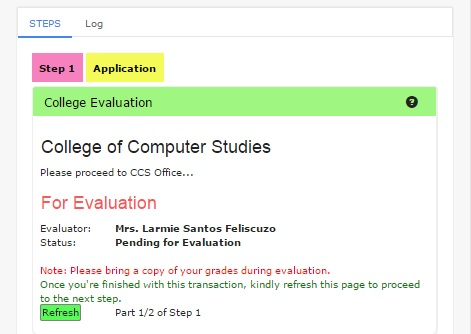 STEPS Log
Step 1 Application
College Evaluation ?
College of Computer Studies
Please proceed to CCS Office...
For Evaluation
Evaluator: Mrs. Larmie Santos Feliscuzo
Status: Pending for Evaluation
Note: Please bring a copy of your grades during evaluation.
Once you're finished with this transaction, kindly refresh this page to proceed
to the next step.
Refresh Part 1/2 of Step 1